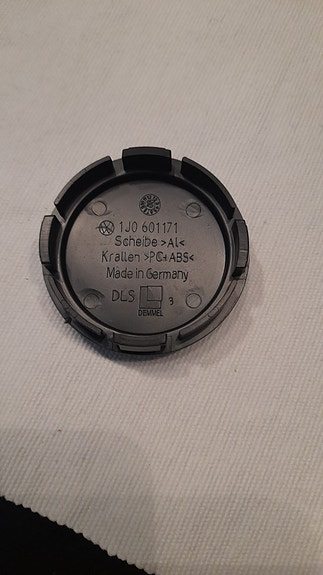 1J0 601171
Scheibe >Al<
Krallen >PC+ABS<
Made in Germany
DLS 3
DEMMEL